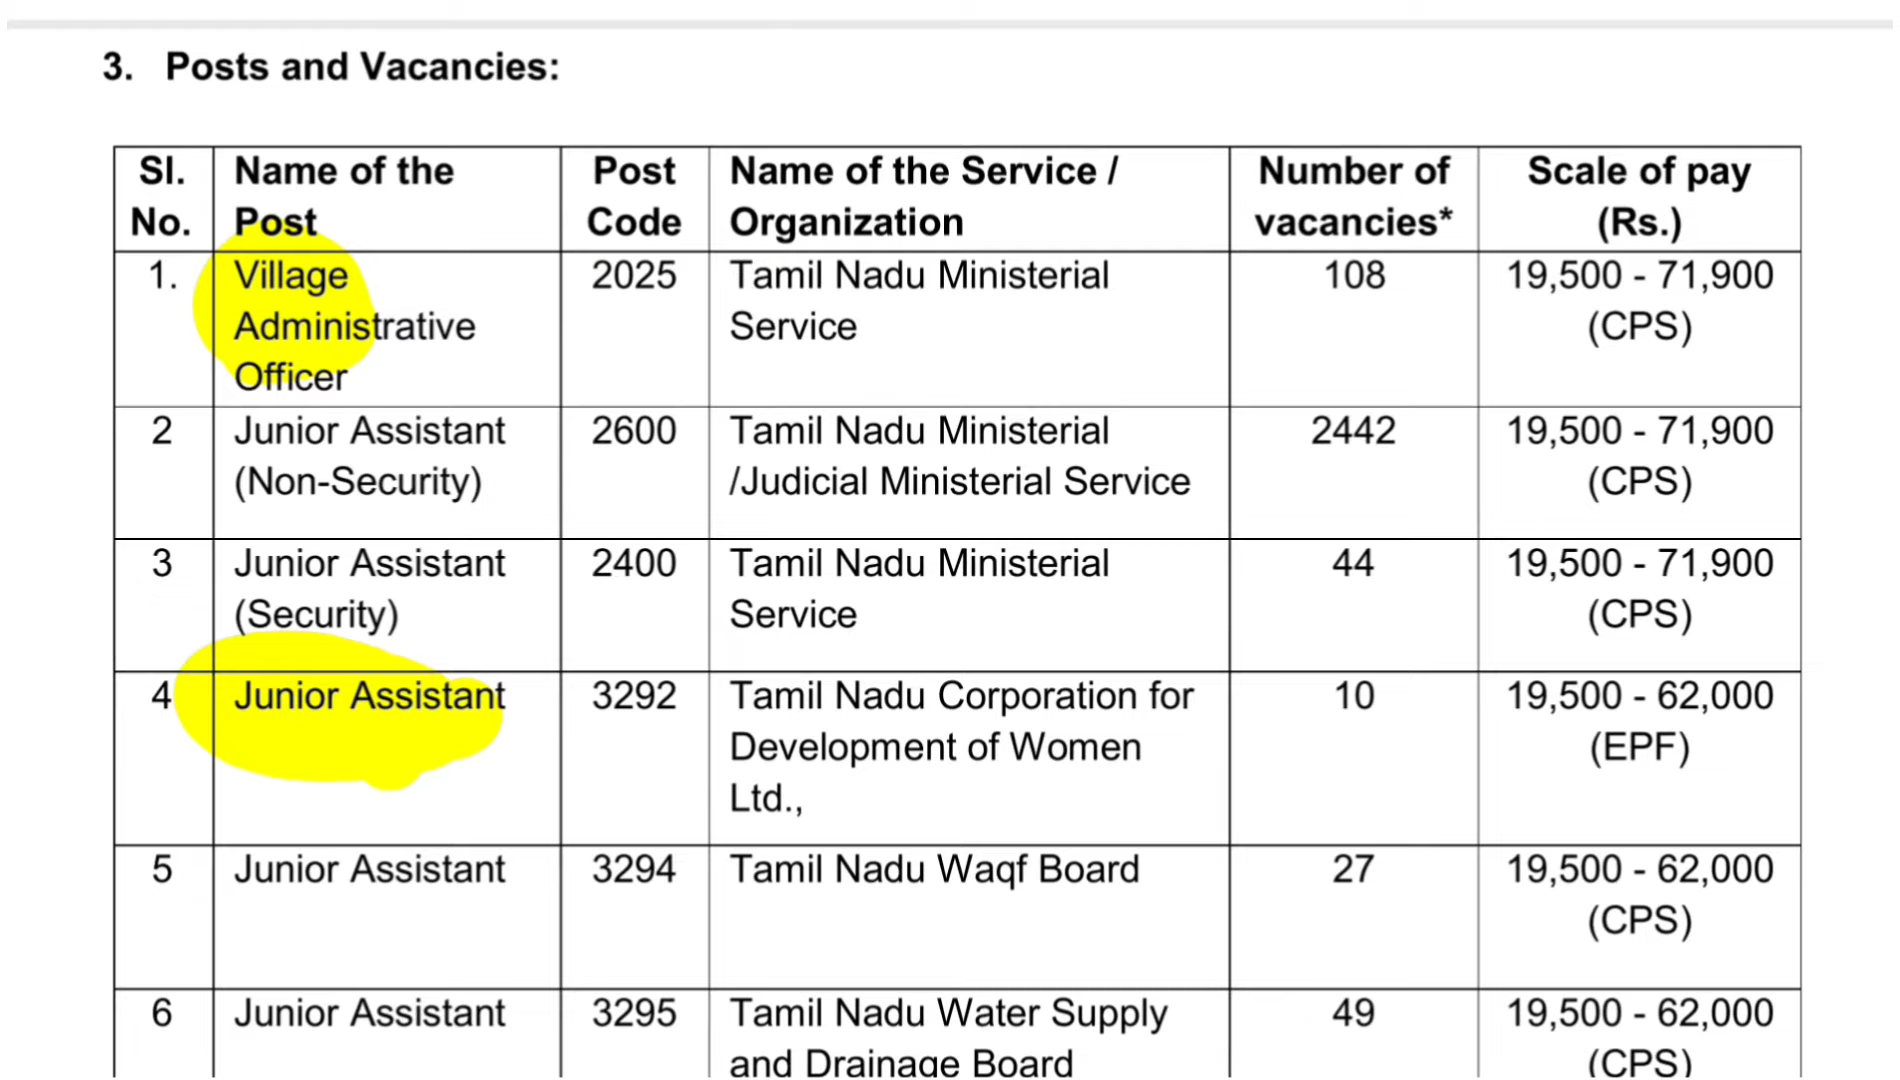 3. Posts and Vacancies:
Sl. No. Name of the Post Post Code Name of the Service / Organization Number of vacancies* Scale of pay (Rs.)
1. Village Administrative Officer 2025 Tamil Nadu Ministerial Service 108 19,500 - 71,900 (CPS)
2 Junior Assistant (Non-Security) 2600 Tamil Nadu Ministerial /Judicial Ministerial Service 2442 19,500 - 71,900 (CPS)
3 Junior Assistant (Security) 2400 Tamil Nadu Ministerial Service 44 19,500 - 71,900 (CPS)
4 Junior Assistant 3292 Tamil Nadu Corporation for Development of Women Ltd., 10 19,500 - 62,000 (EPF)
5 Junior Assistant 3294 Tamil Nadu Waqf Board 27 19,500 - 62,000 (CPS)
6 Junior Assistant 3295 Tamil Nadu Water Supply and Drainage Board 49 19,500 - 62,000 (CPS)